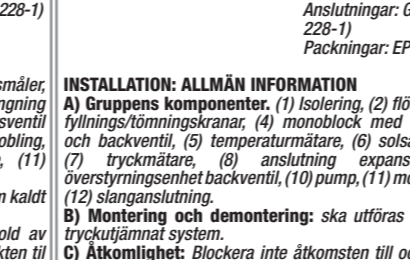 228-1)
småler,
ngning
sventil
obling,
, (11)
n kaldt
old av
kten til
Anslutningar: G
228-1)
Packningar: EP
INSTALLATION: ALLMÄN INFORMATION
A) Gruppens komponenter. (1) Isolering, (2) flö
fyllnings/tömningskranar, (4) monoblock med
och backventil, (5) temperaturmätare, (6) solsä
(7) tryckmätare, (8) anslutning expans
överstyrningsenhet backventil, (10) pump, (11) mo
(12) slanganslutning.
B) Montering och demontering: ska utföras
tryckutjämnat system.
C) Åtkomlighet: Blockera inte åtkomsten till oc